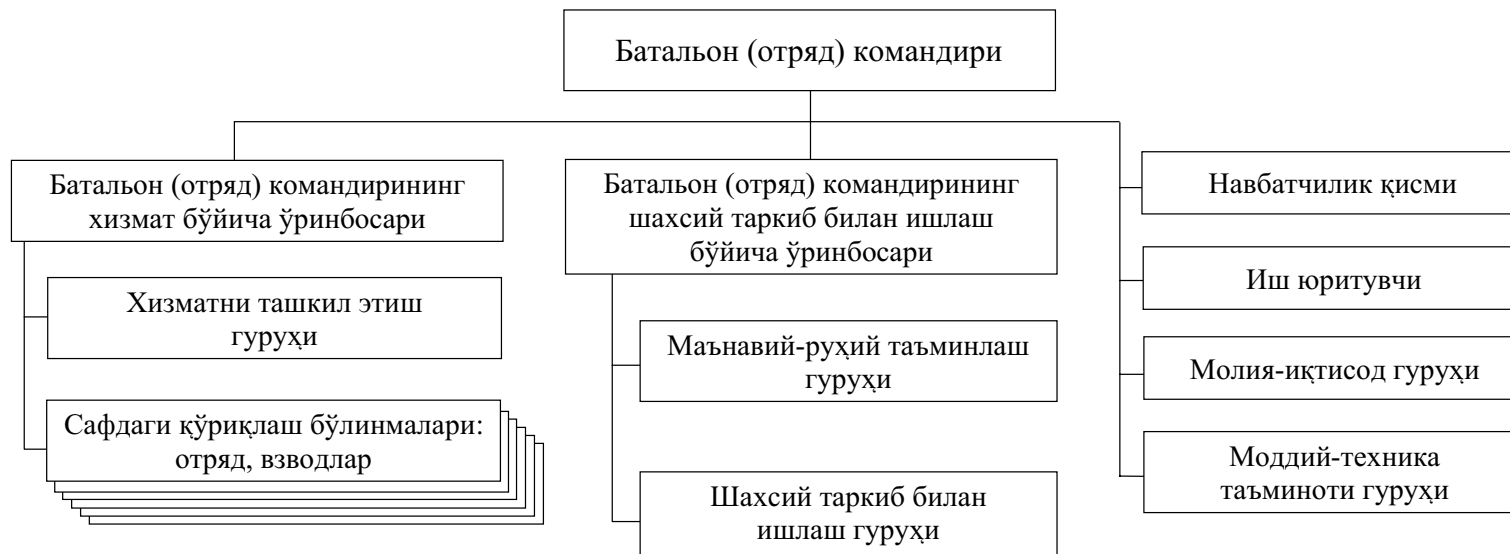 Батальон (отряд) командири
Батальон (отряд) командирининг
хизмат бўйича ўринбосари
Хизматни ташкил этиш
гуруҳи
Сафдаги қўриқлаш бўлинмалари:
отряд, взводлар
Батальон (отряд) командирининг
шахсий таркиб билан ишлаш
бўйича ўринбосари
Маънавий-руҳий таъминлаш
гуруҳи
Шахсий таркиб билан
ишлаш гуруҳи
Навбатчилик қисми
Иш юритувчи
Молия-иқтисод гуруҳи
Моддий-техника
таъминоти гуруҳи